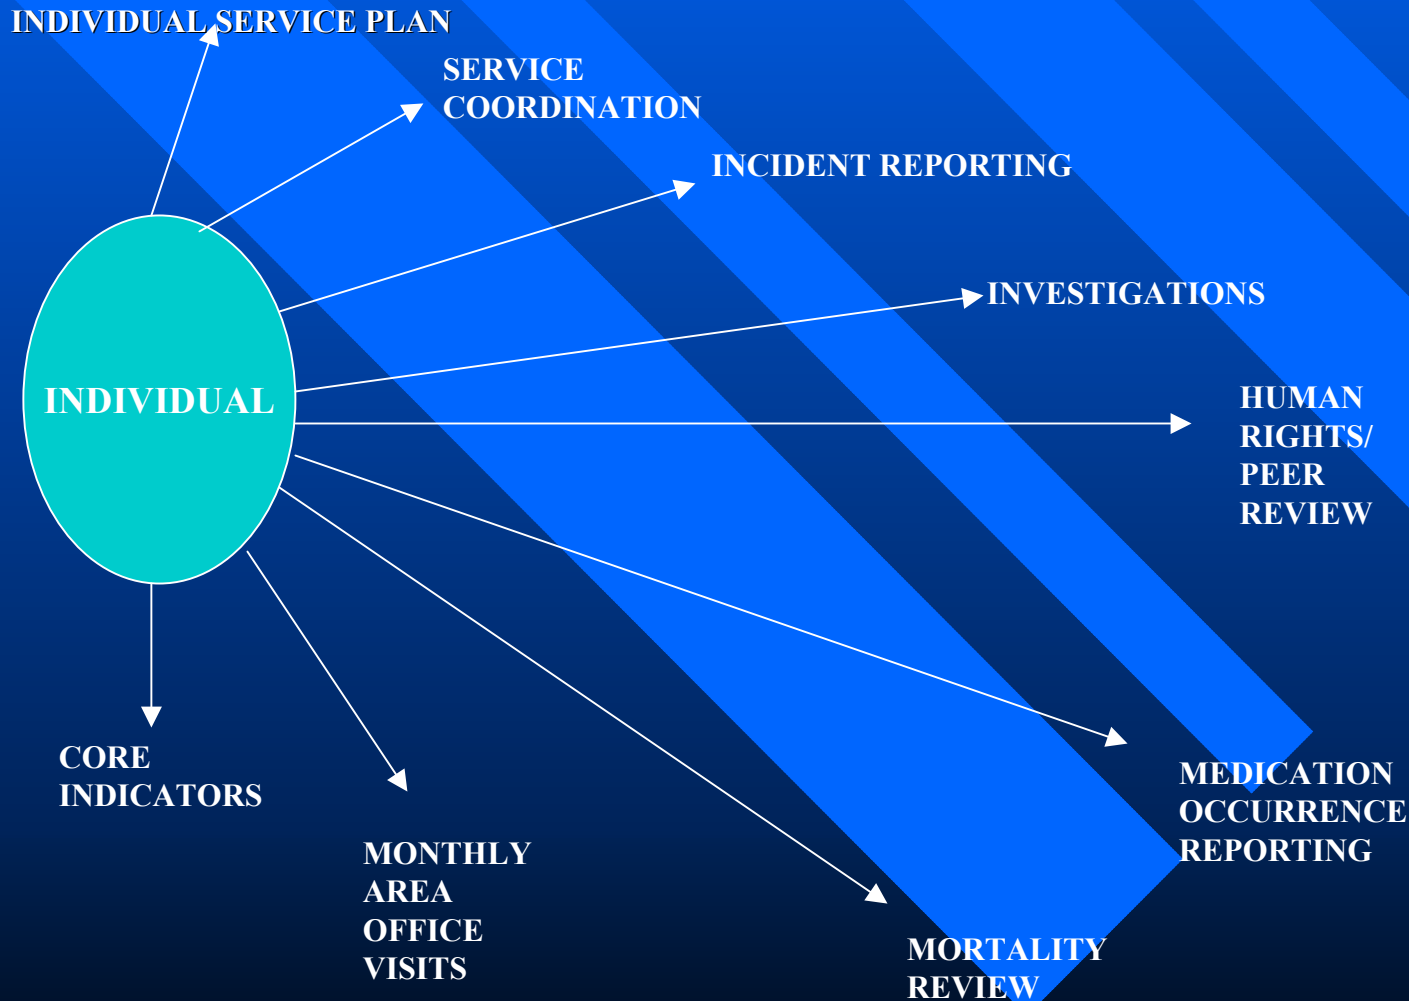 INDIVIDUAL SERVICE PLAN
SERVICE
COORDINATION
INCIDENT REPORTING
INVESTIGATIONS
INDIVIDUAL
HUMAN
RIGHTS/
PEER
REVIEW
CORE
INDICATORS
MONTHLY
AREA
OFFICE
VISITS
MORTALITY
REVIEW
MEDICATION
OCCURRENCE
REPORTING